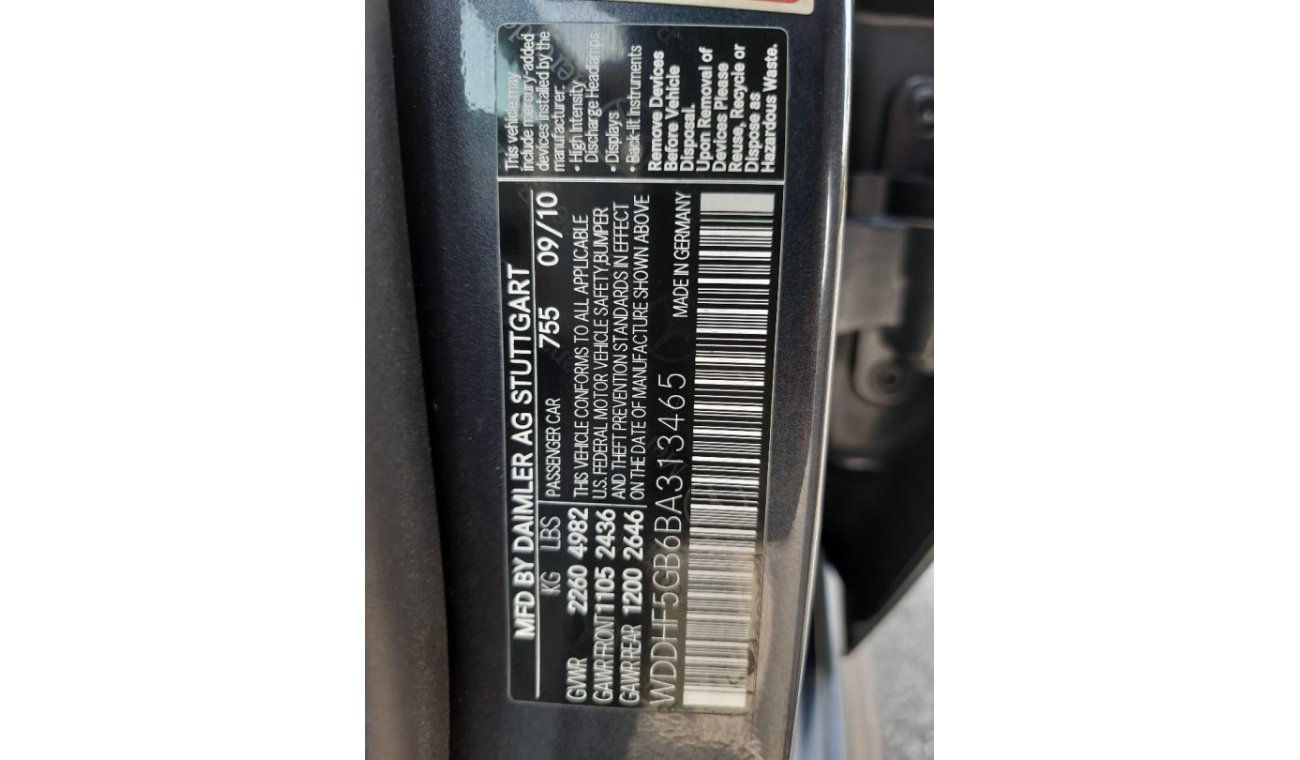 MFD BY DAIMLER AG STUTTGART
KG LBS PASSENGER CAR 755 09/10
GVWR 2260 4982 THIS VEHICLE CONFORMS TO ALL APPLICABLE
GAWR FRONT 1105 2436 U.S. FEDERAL MOTOR VEHICLE SAFETY, BUMPER
GAWR REAR 1200 2646 AND THEFT PREVENTION STANDARDS IN EFFECT
ON THE DATE OF MANUFACTURE SHOWN ABOVE
WDDHF5GB6BA313465 MADE IN GERMANY
This vehicle may
include mercury-added
devices installed by the
manufacturer:
• High Intensity
Discharge Headlamps
• Displays
• Back-lit Instruments
Remove Devices
Before Vehicle
Disposal.
Upon Removal of
Devices Please
Reuse, Recycle or
Dispose as
Hazardous Waste.